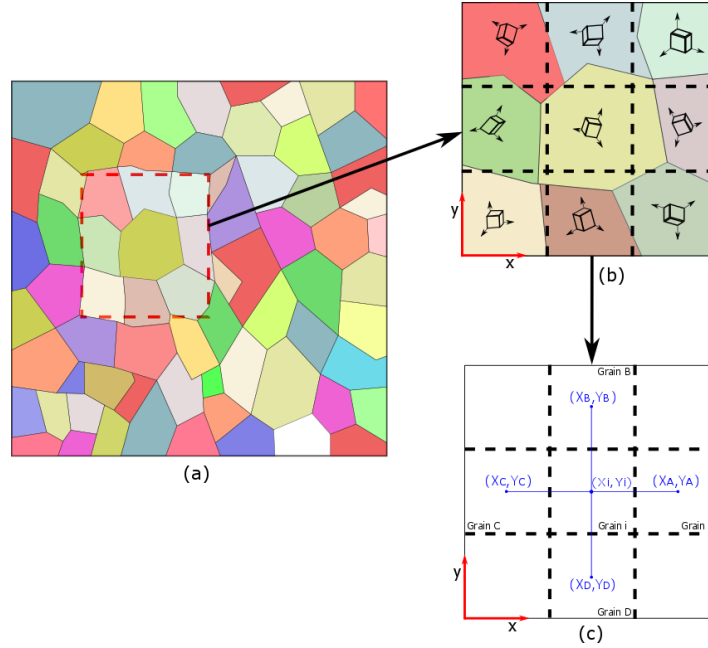 y
x
(b)
(a)
Grain B
(XB,YB)
(XC,YC)
(Xi,Yi)
(XA,YA)
Grain C
Grain i
Grain
y
(XD,YD)
Grain D
x
(c)